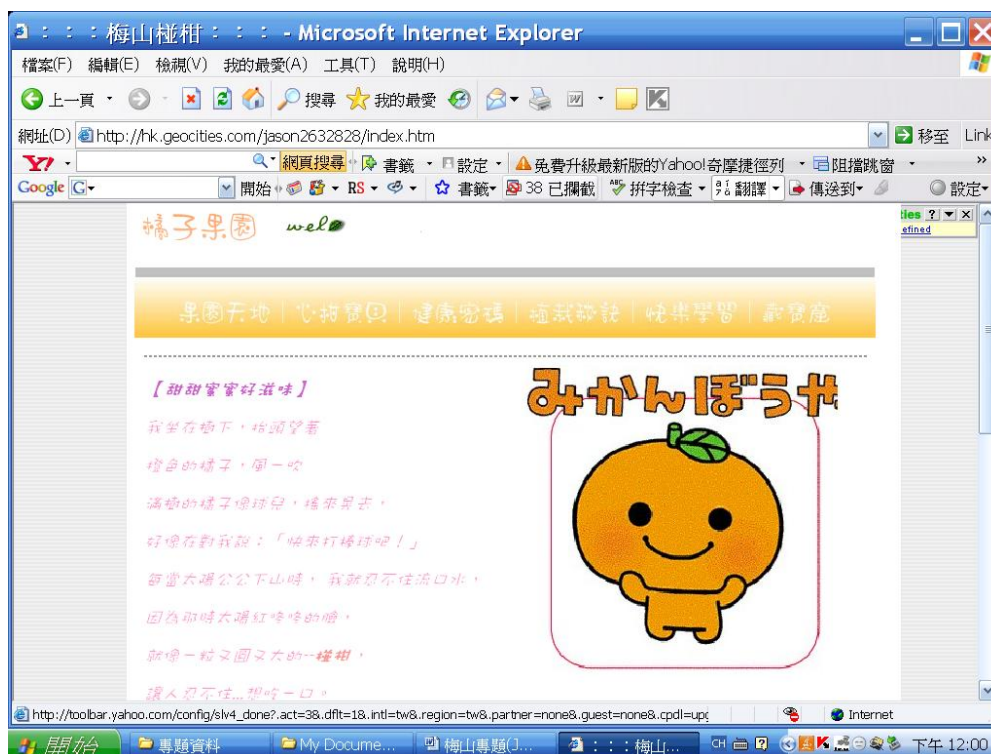 ：：：梅山椪柑：：： - Microsoft Internet Explorer
檔案(F) 編輯(E) 檢視(V) 我的最愛(A) 工具(T) 說明(H)
上一頁 搜尋 我的最愛
網址(D) http://hk.geocities.com/jason2632828/index.htm 移至 Link
Y! 網頁搜尋 書籤 設定 免費升級最新版的Yahoo!奇摩捷徑列 阻擋跳窗 »
Google G 開始 RS 書籤 38 已攔截 拼字檢查 翻譯 傳送到 設定
橘子果園 welo
ties ? X
efined
果園天地 | 心柑寶貝 | 健康密碼 | 植栽秘訣 | 快樂學習 | 獻寶庫
【甜甜蜜蜜好滋味】
みかんぼうや
我坐在樹下，抬頭望著
橙色的橘子，風一吹
滿樹的橘子像球兒，搖來晃去，
好像在對我說：「快來打棒球吧！」
每當太陽公公下山時， 我就忍不住流口水，
因為那時太陽紅咚咚的臉，
就像一粒又圓又大的--椪柑，
讓人忍不住...想吃一口。
http://toolbar.yahoo.com/config/slv4_done?.act=3&.dflt=1&.intl=tw&.region=tw&.partner=none&.guest=none&.cpdl=upg Internet
開始 專題資料 My Docume... 梅山專題(J... ：：：梅山... CH 下午 12:00